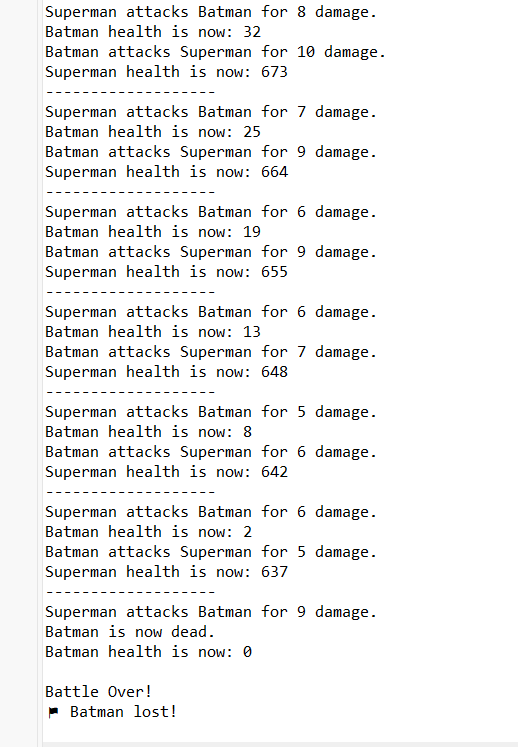 Superman attacks Batman for 8 damage.
Batman health is now: 32
Batman attacks Superman for 10 damage.
Superman health is now: 673
-------------------
Superman attacks Batman for 7 damage.
Batman health is now: 25
Batman attacks Superman for 9 damage.
Superman health is now: 664
-------------------
Superman attacks Batman for 6 damage.
Batman health is now: 19
Batman attacks Superman for 9 damage.
Superman health is now: 655
-------------------
Superman attacks Batman for 6 damage.
Batman health is now: 13
Batman attacks Superman for 7 damage.
Superman health is now: 648
-------------------
Superman attacks Batman for 5 damage.
Batman health is now: 8
Batman attacks Superman for 6 damage.
Superman health is now: 642
-------------------
Superman attacks Batman for 6 damage.
Batman health is now: 2
Batman attacks Superman for 5 damage.
Superman health is now: 637
-------------------
Superman attacks Batman for 9 damage.
Batman is now dead.
Batman health is now: 0

Battle Over!
🏴 Batman lost!